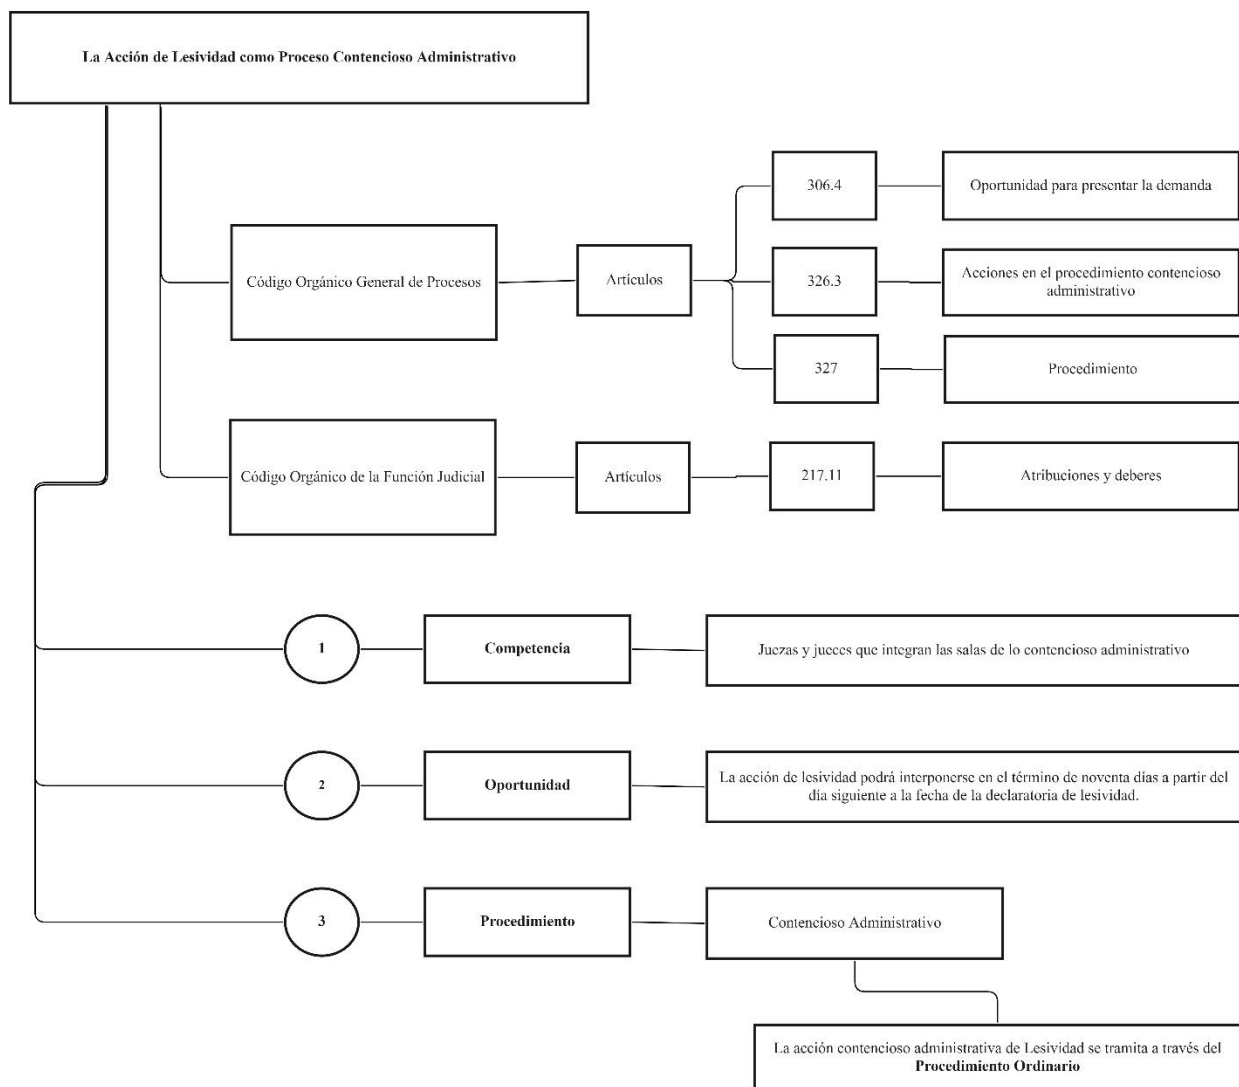 La Acción de Lesividad como Proceso Contencioso Administrativo
306.4
Oportunidad para presentar la demanda
Código Orgánico General de Procesos
Artículos
326.3
Acciones en el procedimiento contencioso
administrativo
327
Procedimiento
Código Orgánico de la Función Judicial
Artículos
217.11
Atribuciones y deberes
1
Competencia
Juezas y jueces que integran las salas de lo contencioso administrativo
2
Oportunidad
La acción de lesividad podrá interponerse en el término de noventa días a partir del
día siguiente a la fecha de la declaratoria de lesividad.
3
Procedimiento
Contencioso Administrativo
La acción contencioso administrativa de Lesividad se tramita a través del
Procedimiento Ordinario